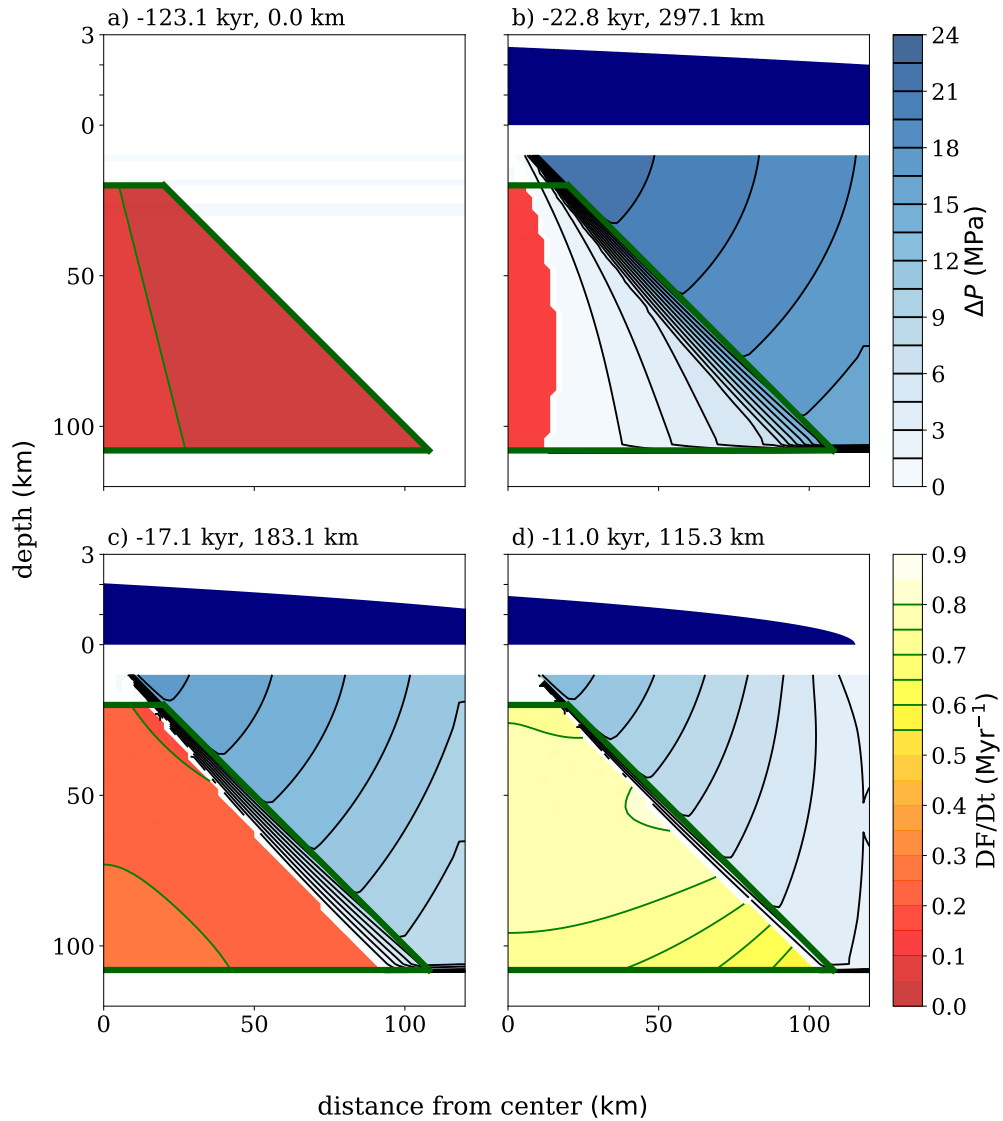 a) -123.1 kyr, 0.0 km
b) -22.8 kyr, 297.1 km
3
0
50
100
24
21
18
15
12
9
6
3
0
ΔP (MPa)
depth (km)
c) -17.1 kyr, 183.1 km
d) -11.0 kyr, 115.3 km
3
0
50
100
0.9
0.8
0.7
0.6
0.5
0.4
0.3
0.2
0.1
0.0
DF/Dt (Myr⁻¹)
0 50 100
0 50 100
distance from center (km)